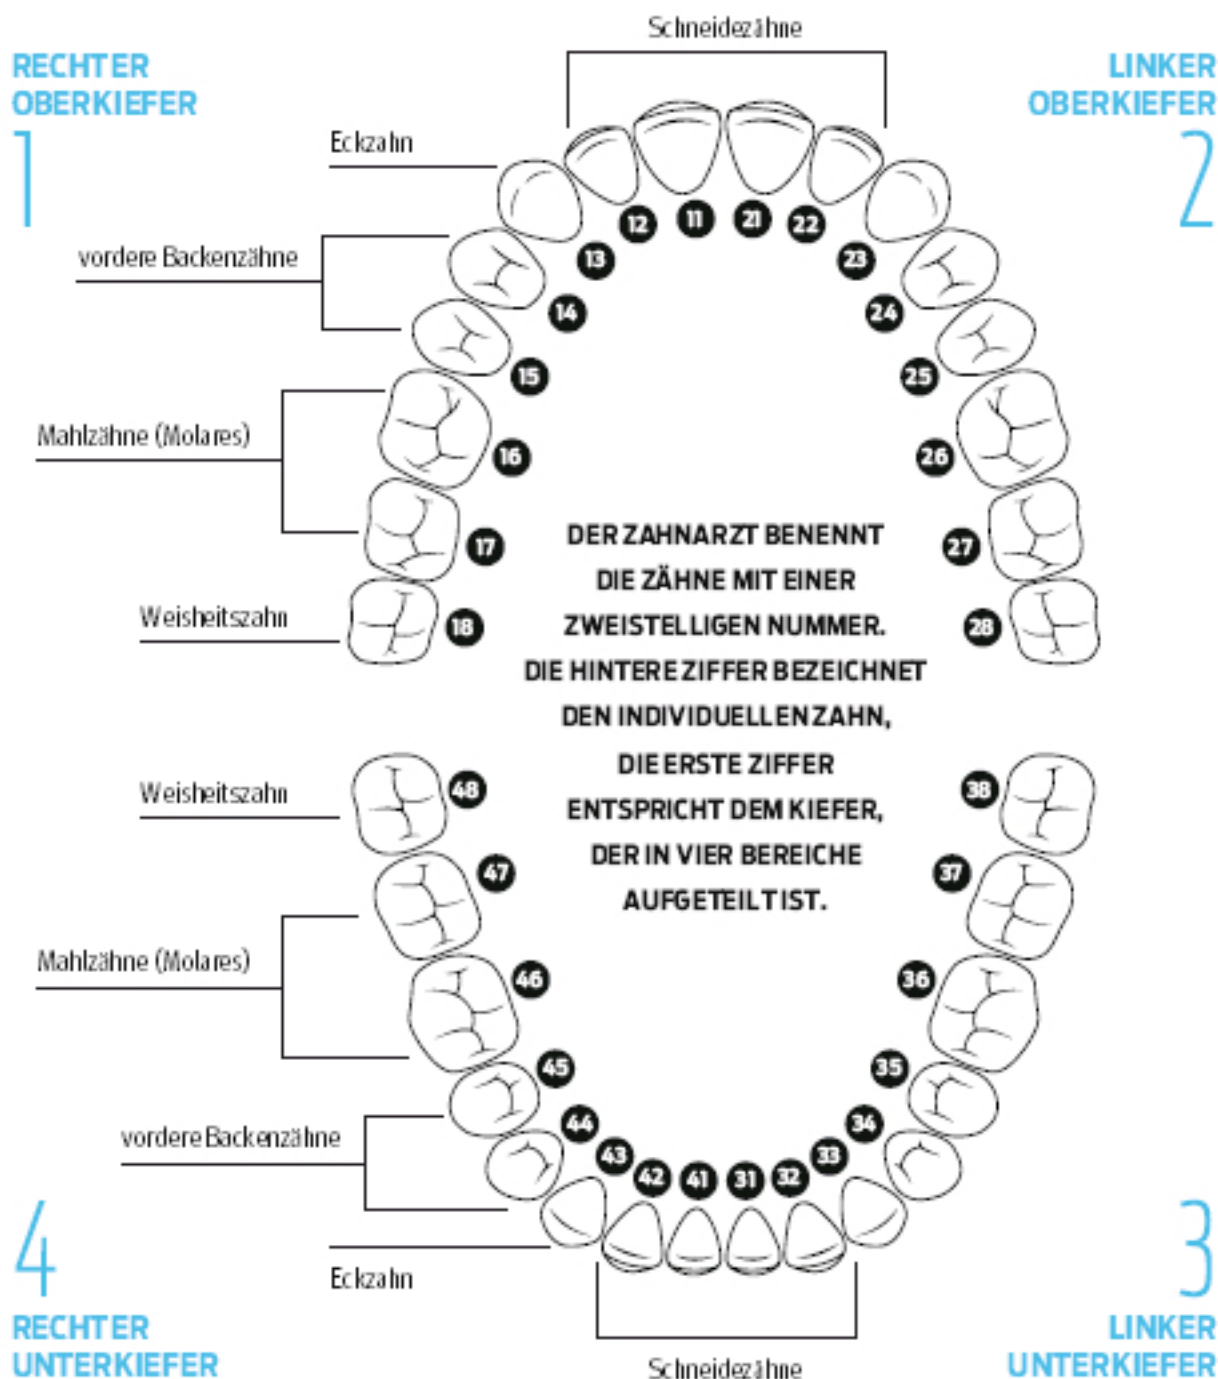 Schneidezähne
RECHTER
OBERKIEFER
1
LINKER
OBERKIEFER
2
Eckzahn
12 11 21 22
13 23
vordere Backenzähne
14 24
15 25
Mahlzähne (Molares)
16 26
17 27
DER ZAHNARZT BENENNT
DIE ZÄHNE MIT EINER
ZWEISTELLIGEN NUMMER.
DIE HINTERE ZIFFER BEZEICHNET
DEN INDIVIDUELLEN ZAHN,
DIE ERSTE ZIFFER
ENTSPRICHT DEM KIEFER,
DER IN VIER BEREICHE
AUFGETEILT IST.
Weisheitszahn
18 28
Weisheitszahn
48 38
47 37
Mahlzähne (Molares)
46 36
45 35
vordere Backenzähne
44 34
43 33
42 41 31 32
Eckzahn
4
RECHTER
UNTERKIEFER
3
LINKER
UNTERKIEFER
Schneidezähne